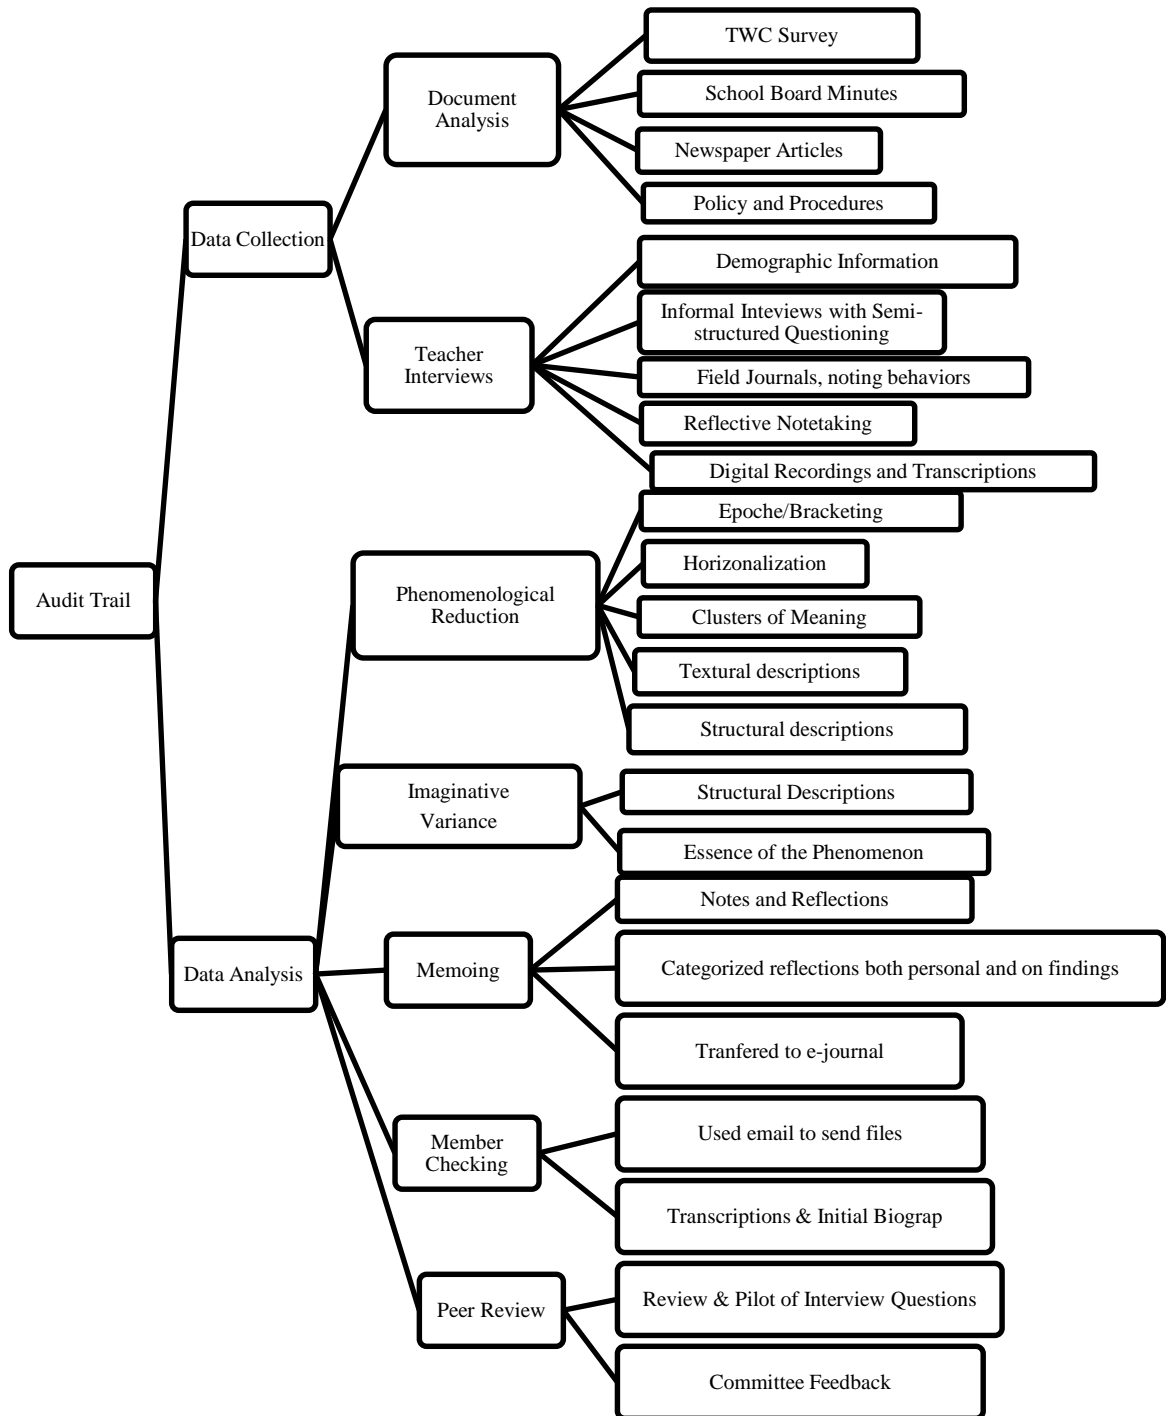 Audit Trail
Data Collection
Document
Analysis
TWC Survey
School Board Minutes
Newspaper Articles
Policy and Procedures
Teacher
Interviews
Demographic Information
Informal Inteviews with Semi-
structured Questioning
Field Journals, noting behaviors
Reflective Notetaking
Digital Recordings and Transcriptions
Data Analysis
Phenomenological
Reduction
Epoche/Bracketing
Horizonalization
Clusters of Meaning
Textural descriptions
Structural descriptions
Imaginative
Variance
Structural Descriptions
Essence of the Phenomenon
Memoing
Notes and Reflections
Categorized reflections both personal and on findings
Tranfered to e-journal
Member
Checking
Used email to send files
Transcriptions & Initial Biograp
Peer Review
Review & Pilot of Interview Questions
Committee Feedback